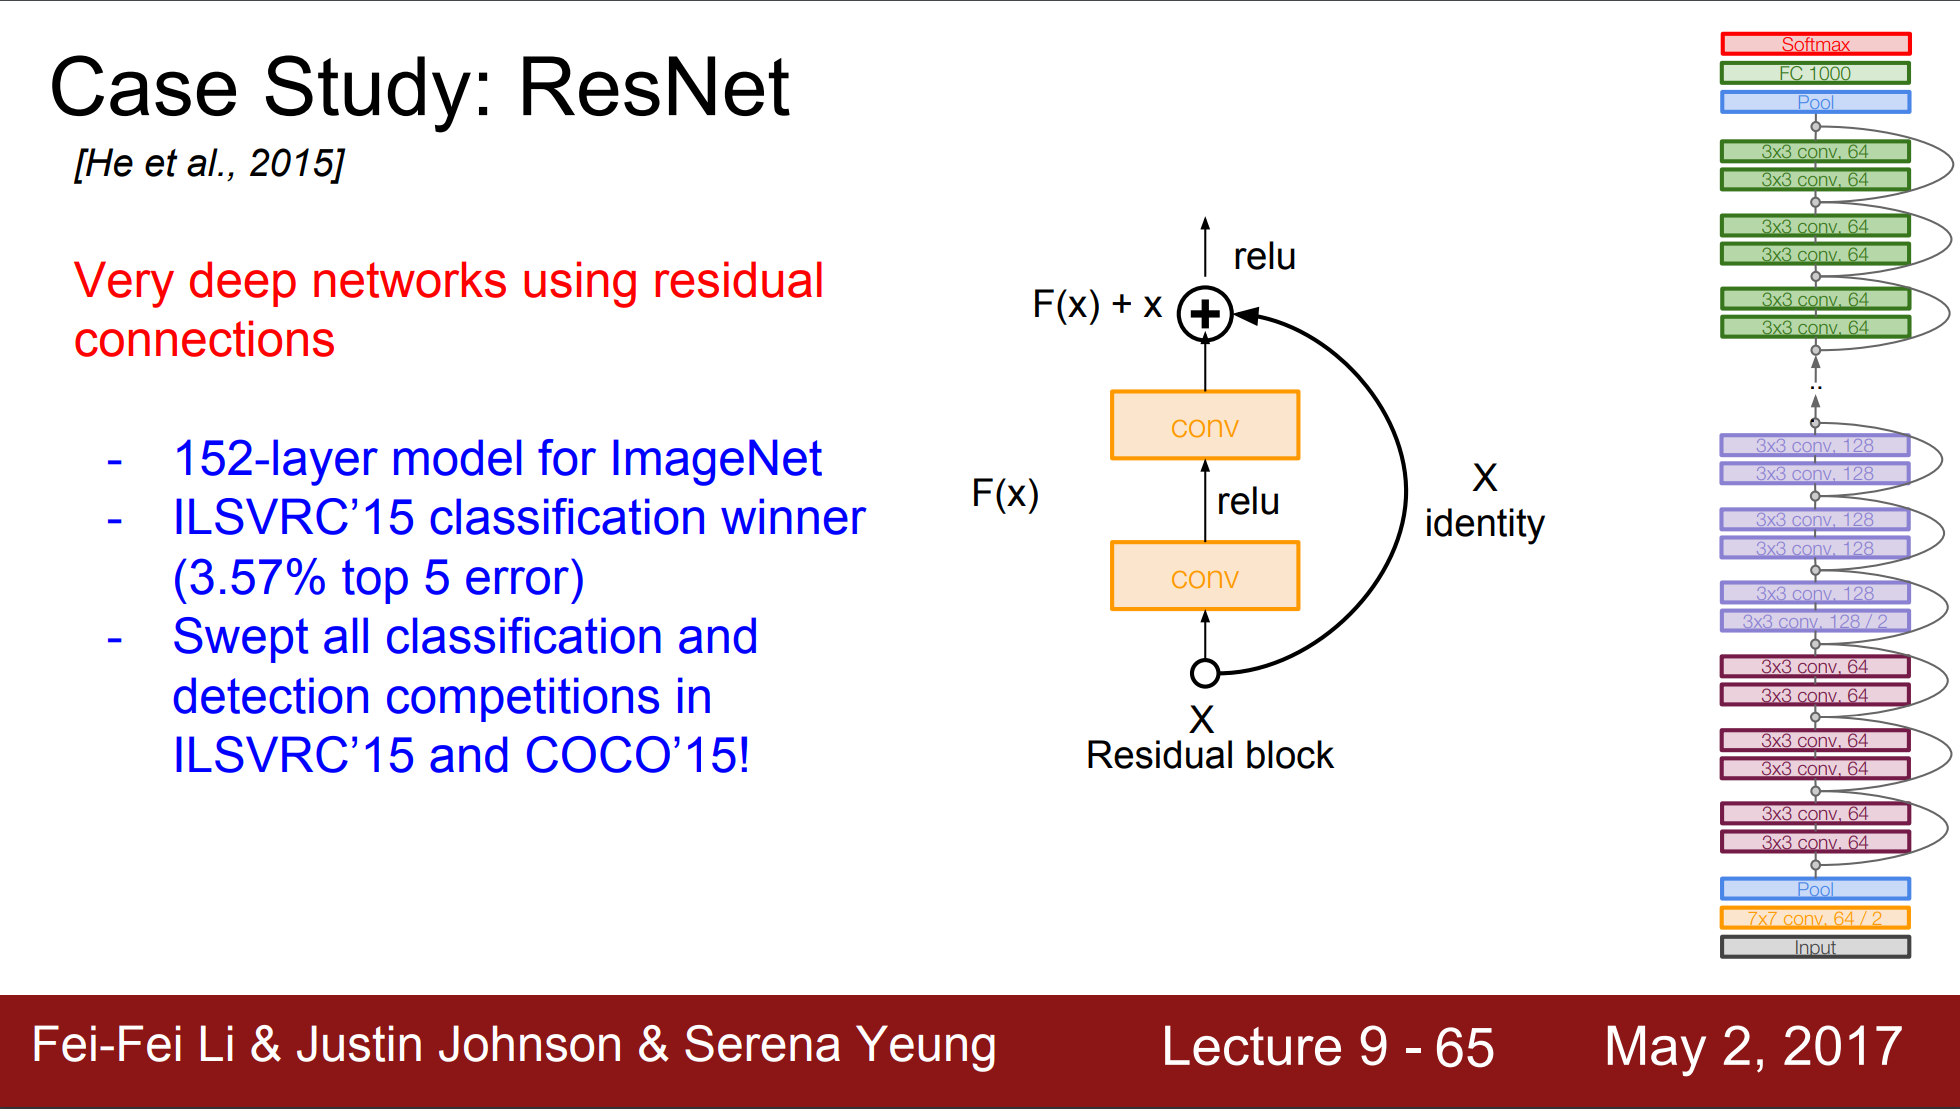 Case Study: ResNet
[He et al., 2015]
Very deep networks using residual
connections
- 152-layer model for ImageNet
- ILSVRC’15 classification winner
(3.57% top 5 error)
- Swept all classification and
detection competitions in
ILSVRC’15 and COCO’15!
relu
F(x) + x
conv
F(x)
relu
X
identity
conv
X
Residual block
Softmax
FC 1000
Pool
3x3 conv, 64
3x3 conv, 64
3x3 conv, 64
3x3 conv, 64
3x3 conv, 64
3x3 conv, 64
..
3x3 conv, 128
3x3 conv, 128
3x3 conv, 128
3x3 conv, 128
3x3 conv, 128
3x3 conv, 128 / 2
3x3 conv, 64
3x3 conv, 64
3x3 conv, 64
3x3 conv, 64
3x3 conv, 64
3x3 conv, 64
Pool
7x7 conv, 64 / 2
Input
Fei-Fei Li & Justin Johnson & Serena Yeung
Lecture 9 - 65
May 2, 2017